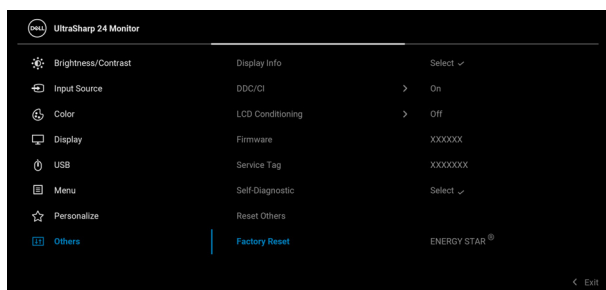 DELL UltraSharp 24 Monitor
Brightness/Contrast Display Info Select
Input Source DDC/CI > On
Color LCD Conditioning > Off
Display Firmware XXXXXX
USB Service Tag XXXXXXX
Menu Self-Diagnostic Select
Personalize Reset Others
Others Factory Reset ENERGY STAR®
< Exit